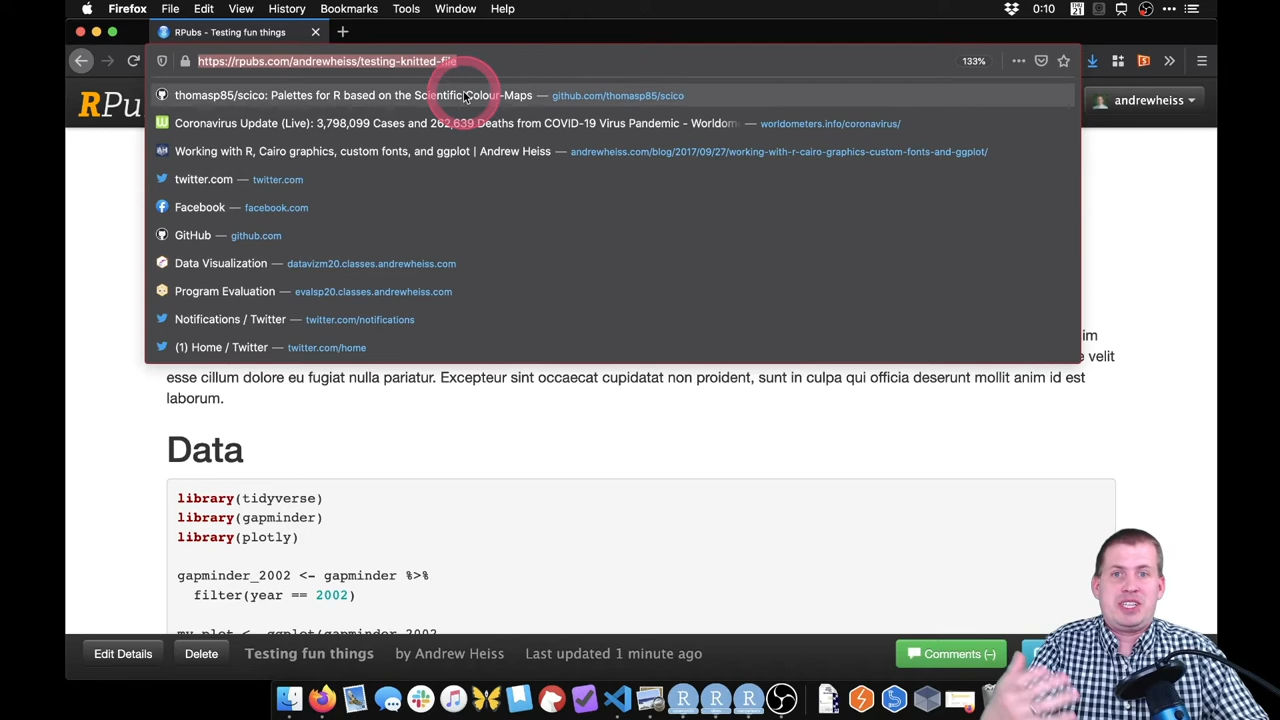 Firefox File Edit View History Bookmarks Tools Window Help 0:10 THU 21
RPubs - Testing fun things
https://rpubs.com/andrewheiss/testing-knitted-file 133%
thomasp85/scico: Palettes for R based on the Scientific Colour-Maps — github.com/thomasp85/scico
RP andrewheiss
Coronavirus Update (Live): 3,798,099 Cases and 262,639 Deaths from COVID-19 Virus Pandemic - Worldom — worldometers.info/coronavirus/
Working with R, Cairo graphics, custom fonts, and ggplot | Andrew Heiss — andrewheiss.com/blog/2017/09/27/working-with-r-cairo-graphics-custom-fonts-and-ggplot/
twitter.com — twitter.com
Facebook — facebook.com
GitHub — github.com
Data Visualization — datavizm20.classes.andrewheiss.com
Program Evaluation — evalsp20.classes.andrewheiss.com
Notifications / Twitter — twitter.com/notifications
(1) Home / Twitter — twitter.com/home
velit
esse cillum dolore eu fugiat nulla pariatur. Excepteur sint occaecat cupidatat non proident, sunt in culpa qui officia deserunt mollit anim id est
laborum.
Data
library(tidyverse)
library(gapminder)
library(plotly)
gapminder_2002 <- gapminder %>%
filter(year == 2002)
my_plot <- ggplot(gapminder_2002
Edit Details Delete Testing fun things by Andrew Heiss Last updated 1 minute ago Comments (–)